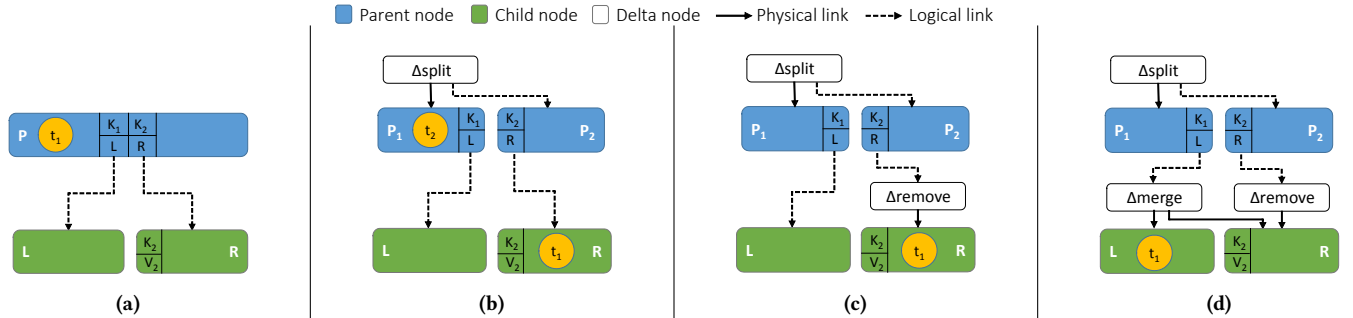 Parent node Child node Delta node Physical link Logical link
P t₁ K₁ K₂
L R
L K₂ R
V₂
(a)
Δsplit
P₁ t₂ K₁ K₂ P₂
L R
L K₂ t₁ R
V₂
(b)
Δsplit
P₁ K₁ K₂ P₂
L R
Δremove
L K₂ t₁ R
V₂
(c)
Δsplit
P₁ K₁ K₂ P₂
L R
Δmerge Δremove
L t₁ K₂ R
V₂
(d)